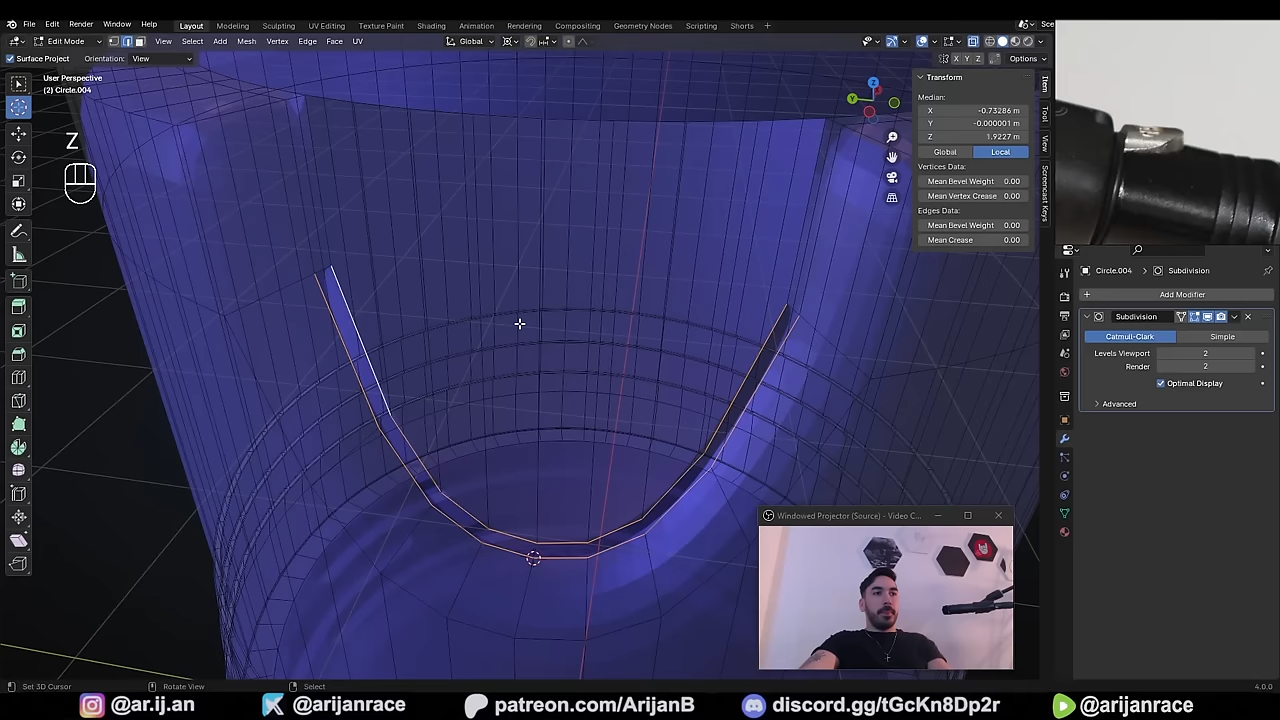 File Edit Render Window Help Layout Modeling Sculpting UV Editing Texture Paint Shading Animation Rendering Compositing Geometry Nodes Scripting Shorts + Sce
Edit Mode View Select Add Mesh Vertex Edge Face UV Global
Surface Project Orientation: View X Y Z Options
User Perspective
(2) Circle.004
Z
Y
Z
Transform
Median:
X -0.73286 m
Y -0.000001 m
Z 1.9227 m
Global Local
Vertices Data:
Mean Bevel Weight 0.00
Mean Vertex Crease 0.00
Edges Data:
Mean Bevel Weight 0.00
Mean Crease 0.00
Item
Tool
View
Screencast Keys
Circle.004 > Subdivision
+ Add Modifier
Subdivision
Catmull-Clark Simple
Levels Viewport 2
Render 2
Optimal Display
Advanced
Windowed Projector (Source) - Video C...
Set 3D Cursor Rotate View Select 4.0.0
@ar.ij.an @arijanrace patreon.com/ArijanB discord.gg/tGcKn8Dp2r @arijanrace